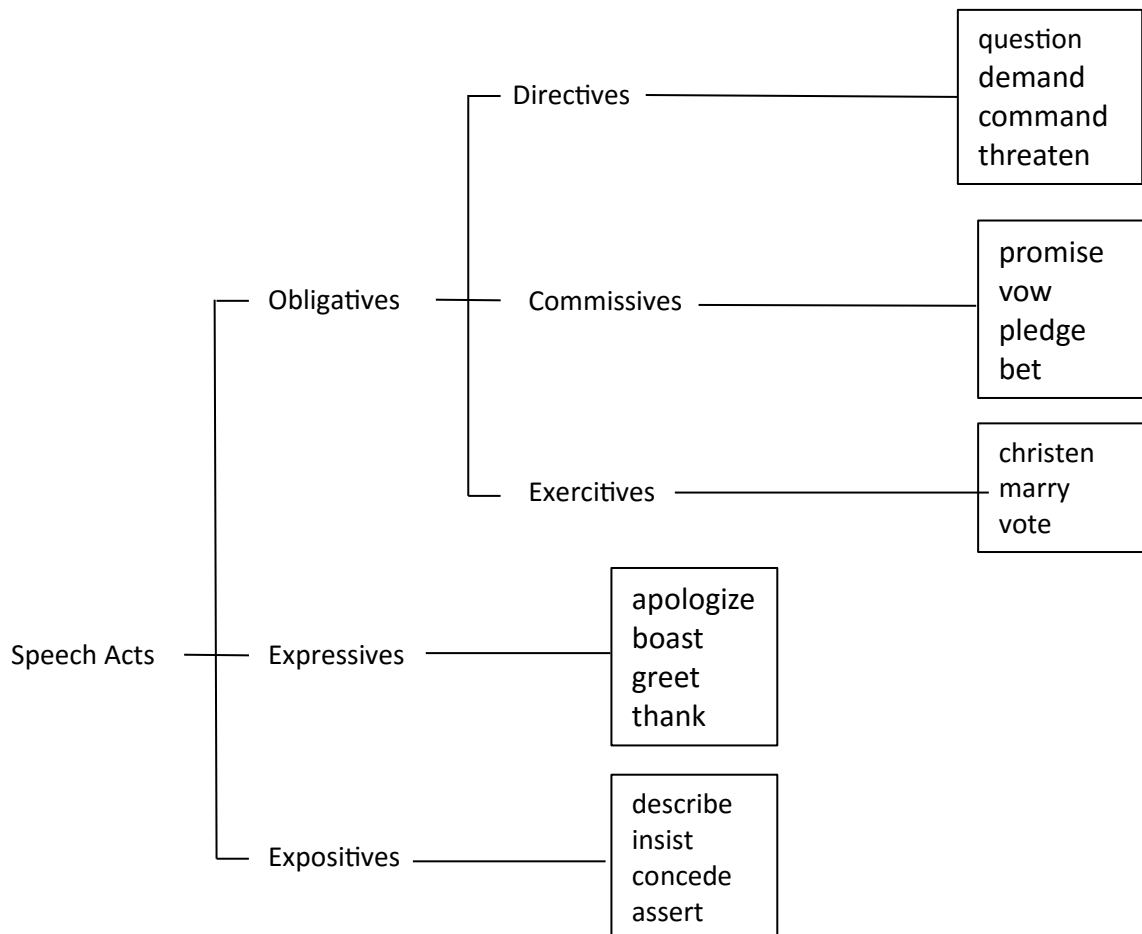 question
demand
command
threaten
Directives
promise
vow
pledge
bet
Obligatives
Commissives
christen
marry
vote
Exercitives
apologize
boast
greet
thank
Speech Acts
Expressives
describe
insist
concede
assert
Expositives